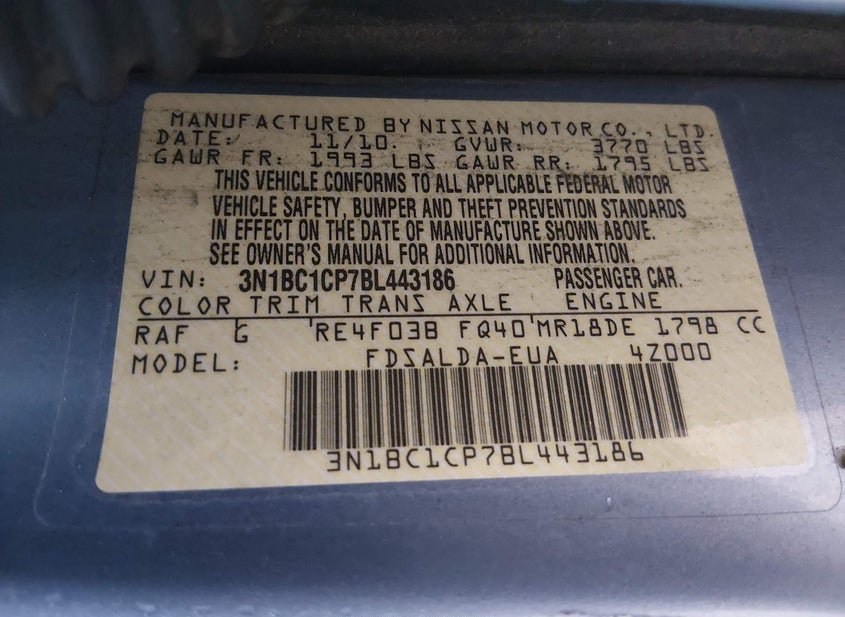 MANUFACTURED BY NISSAN MOTOR CO., LTD.
DATE: 11/10. GVWR: 3770 LBS
GAWR FR: 1993 LBS GAWR RR: 1795 LBS
THIS VEHICLE CONFORMS TO ALL APPLICABLE FEDERAL MOTOR
VEHICLE SAFETY, BUMPER AND THEFT PREVENTION STANDARDS
IN EFFECT ON THE DATE OF MANUFACTURE SHOWN ABOVE.
SEE OWNER'S MANUAL FOR ADDITIONAL INFORMATION.
VIN: 3N1BC1CP7BL443186 PASSENGER CAR.
COLOR TRIM TRANS AXLE ENGINE
RAF G RE4F03B FQ40 MR18DE 1798 CC
MODEL: FDSALDA-EUA 4Z000
3N1BC1CP7BL443186